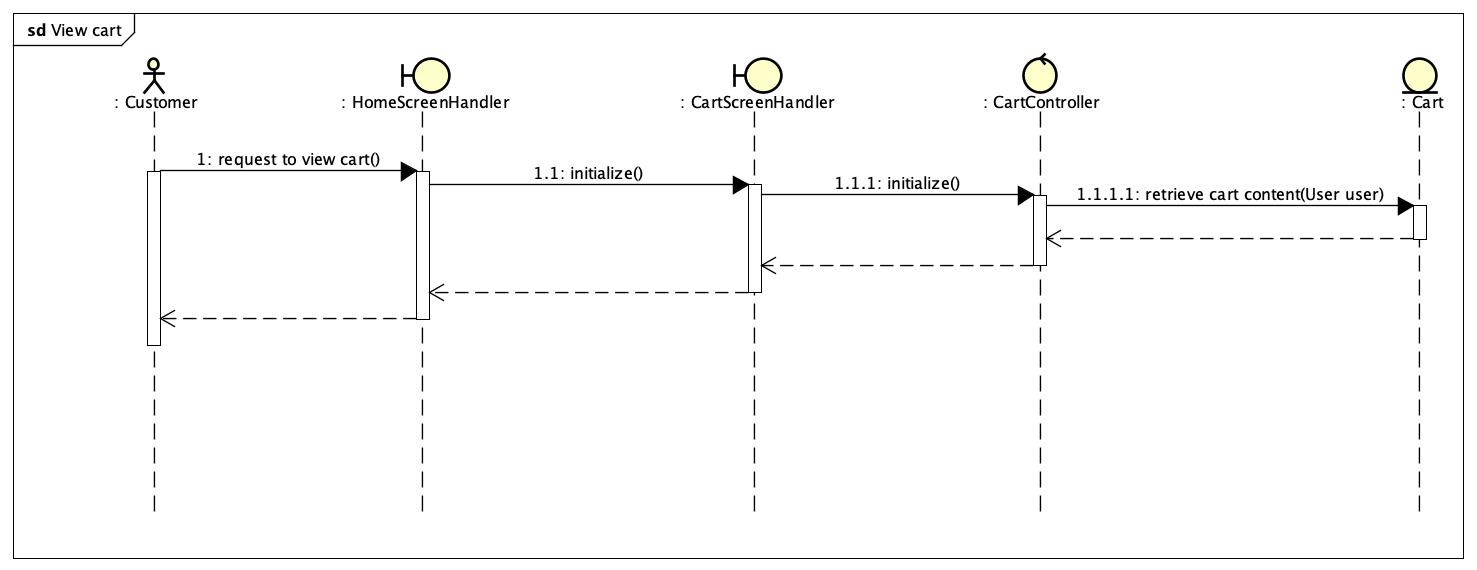 sd View cart
: Customer
: HomeScreenHandler
: CartScreenHandler
: CartController
: Cart
1: request to view cart()
1.1: initialize()
1.1.1: initialize()
1.1.1.1: retrieve cart content(User user)